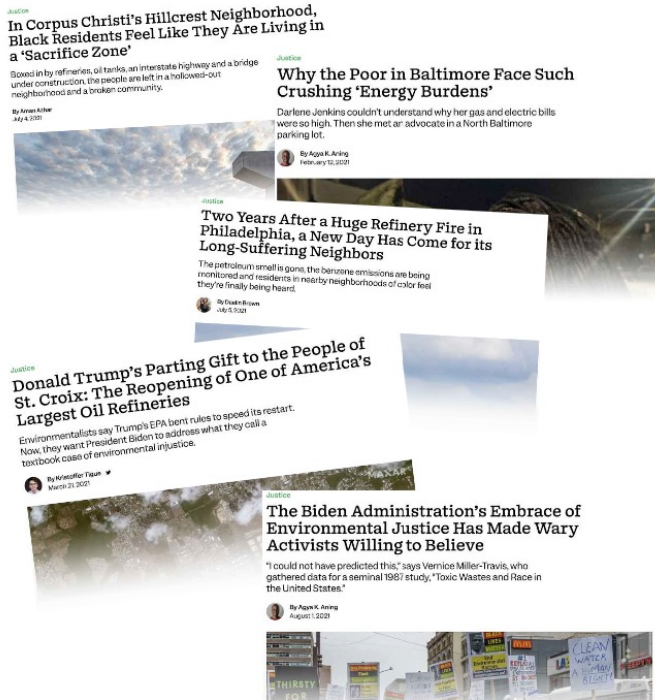 Justice
In Corpus Christi's Hillcrest Neighborhood,
Black Residents Feel Like They Are Living in
a 'Sacrifice Zone'
Boxed in by refineries, oil tanks, an interstate highway and a bridge
under construction, the people are left in a hollowed-out
neighborhood and a broken community.
By Aman Azhar
July 4, 2021
Justice
Why the Poor in Baltimore Face Such
Crushing 'Energy Burdens'
Darlene Jenkins couldn't understand why her gas and electric bills
were so high. Then she met an advocate in a North Baltimore
parking lot.
By Agya K. Aning
February 12, 2021
Justice
Two Years After a Huge Refinery Fire in
Philadelphia, a New Day Has Come for its
Long-Suffering Neighbors
The petroleum smell is gone, the benzene emissions are being
monitored and residents in nearby neighborhoods of color feel
they're finally being heard.
By Daelin Brown
July 5, 2021
Justice
Donald Trump's Parting Gift to the People of
St. Croix: The Reopening of One of America's
Largest Oil Refineries
Environmentalists say Trump's EPA bent rules to speed its restart.
Now, they want President Biden to address what they call a
textbook case of environmental injustice.
By Kristoffer Tigue
March 21, 2021
MAXAR
Justice
The Biden Administration's Embrace of
Environmental Justice Has Made Wary
Activists Willing to Believe
"I could not have predicted this," says Vernice Miller-Travis, who
gathered data for a seminal 1987 study, "Toxic Wastes and Race in
the United States."
By Agya K. Aning
August 1, 2021
THIRSTY
FOR
CLEAN
WATER
A HUMAN
RIGHT!